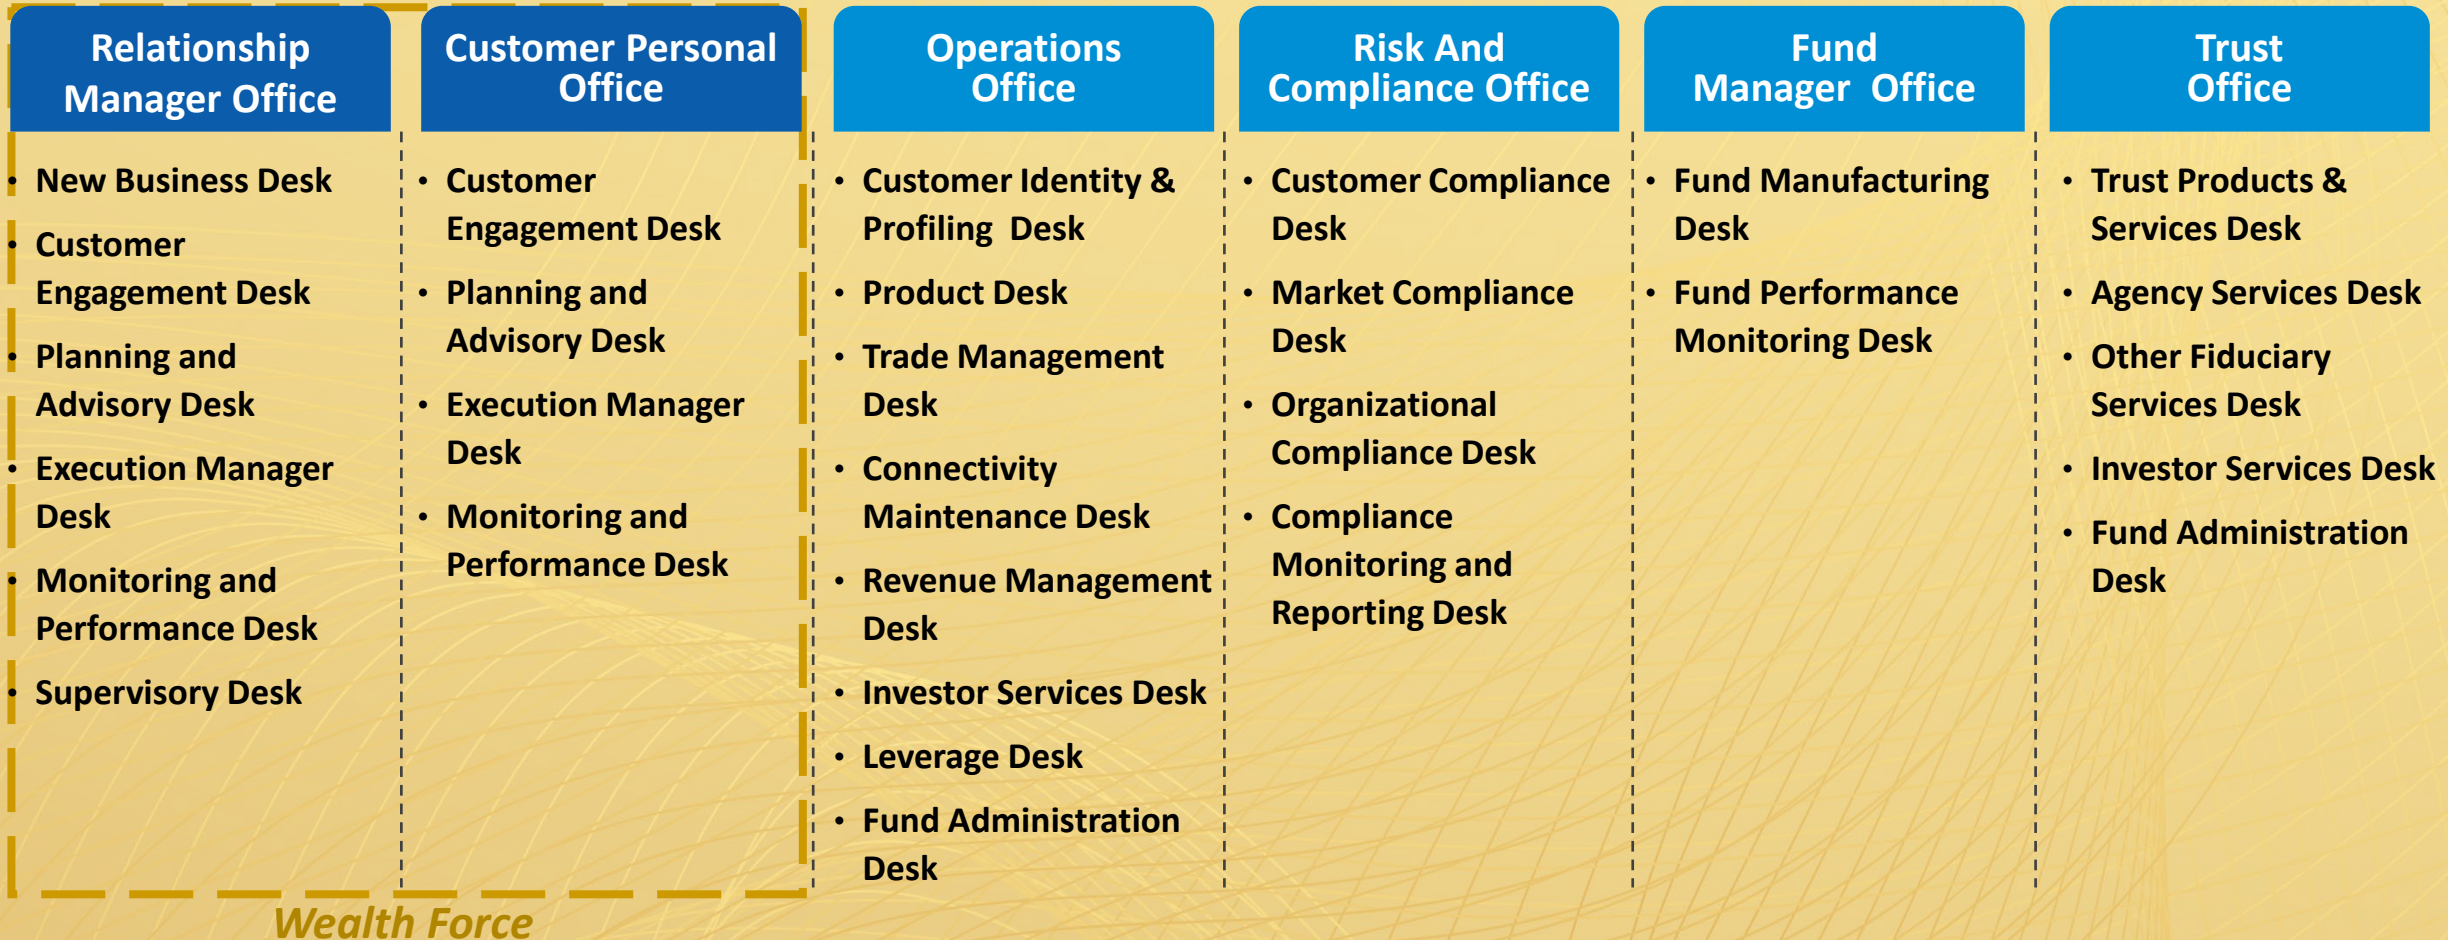 Relationship
Manager Office
• New Business Desk
• Customer
Engagement Desk
• Planning and
Advisory Desk
• Execution Manager
Desk
• Monitoring and
Performance Desk
• Supervisory Desk
Customer Personal
Office
• Customer
Engagement Desk
• Planning and
Advisory Desk
• Execution Manager
Desk
• Monitoring and
Performance Desk
Wealth Force
Operations
Office
• Customer Identity &
Profiling Desk
• Product Desk
• Trade Management
Desk
• Connectivity
Maintenance Desk
• Revenue Management
Desk
• Investor Services Desk
• Leverage Desk
• Fund Administration
Desk
Risk And
Compliance Office
• Customer Compliance
Desk
• Market Compliance
Desk
• Organizational
Compliance Desk
• Compliance
Monitoring and
Reporting Desk
Fund
Manager Office
• Fund Manufacturing
Desk
• Fund Performance
Monitoring Desk
Trust
Office
• Trust Products &
Services Desk
• Agency Services Desk
• Other Fiduciary
Services Desk
• Investor Services Desk
• Fund Administration
Desk